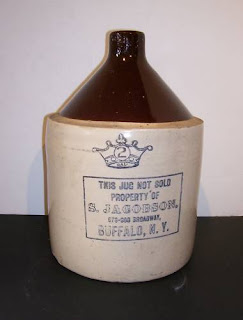 2
THIS JUG NOT SOLD
PROPERTY OF
S. JACOBSON,
BROADWAY,
BUFFALO, N. Y.